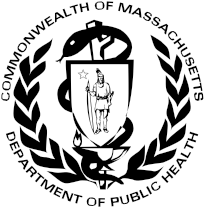 COMMONWEALTH OF MASSACHUSETTS
DEPARTMENT OF PUBLIC HEALTH